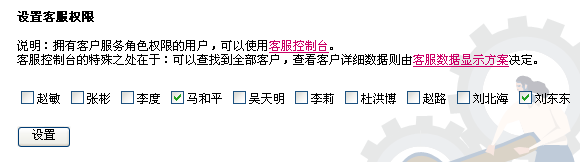 设置客服权限
说明：拥有客户服务角色权限的用户，可以使用客服控制台。
客服控制台的特殊之处在于：可以查找到全部客户，查看客户详细数据则由客服数据显示方案决定。
赵敏 张彬 李度 马和平 吴天明 李莉 杜洪博 赵路 刘北海 刘东东
设置